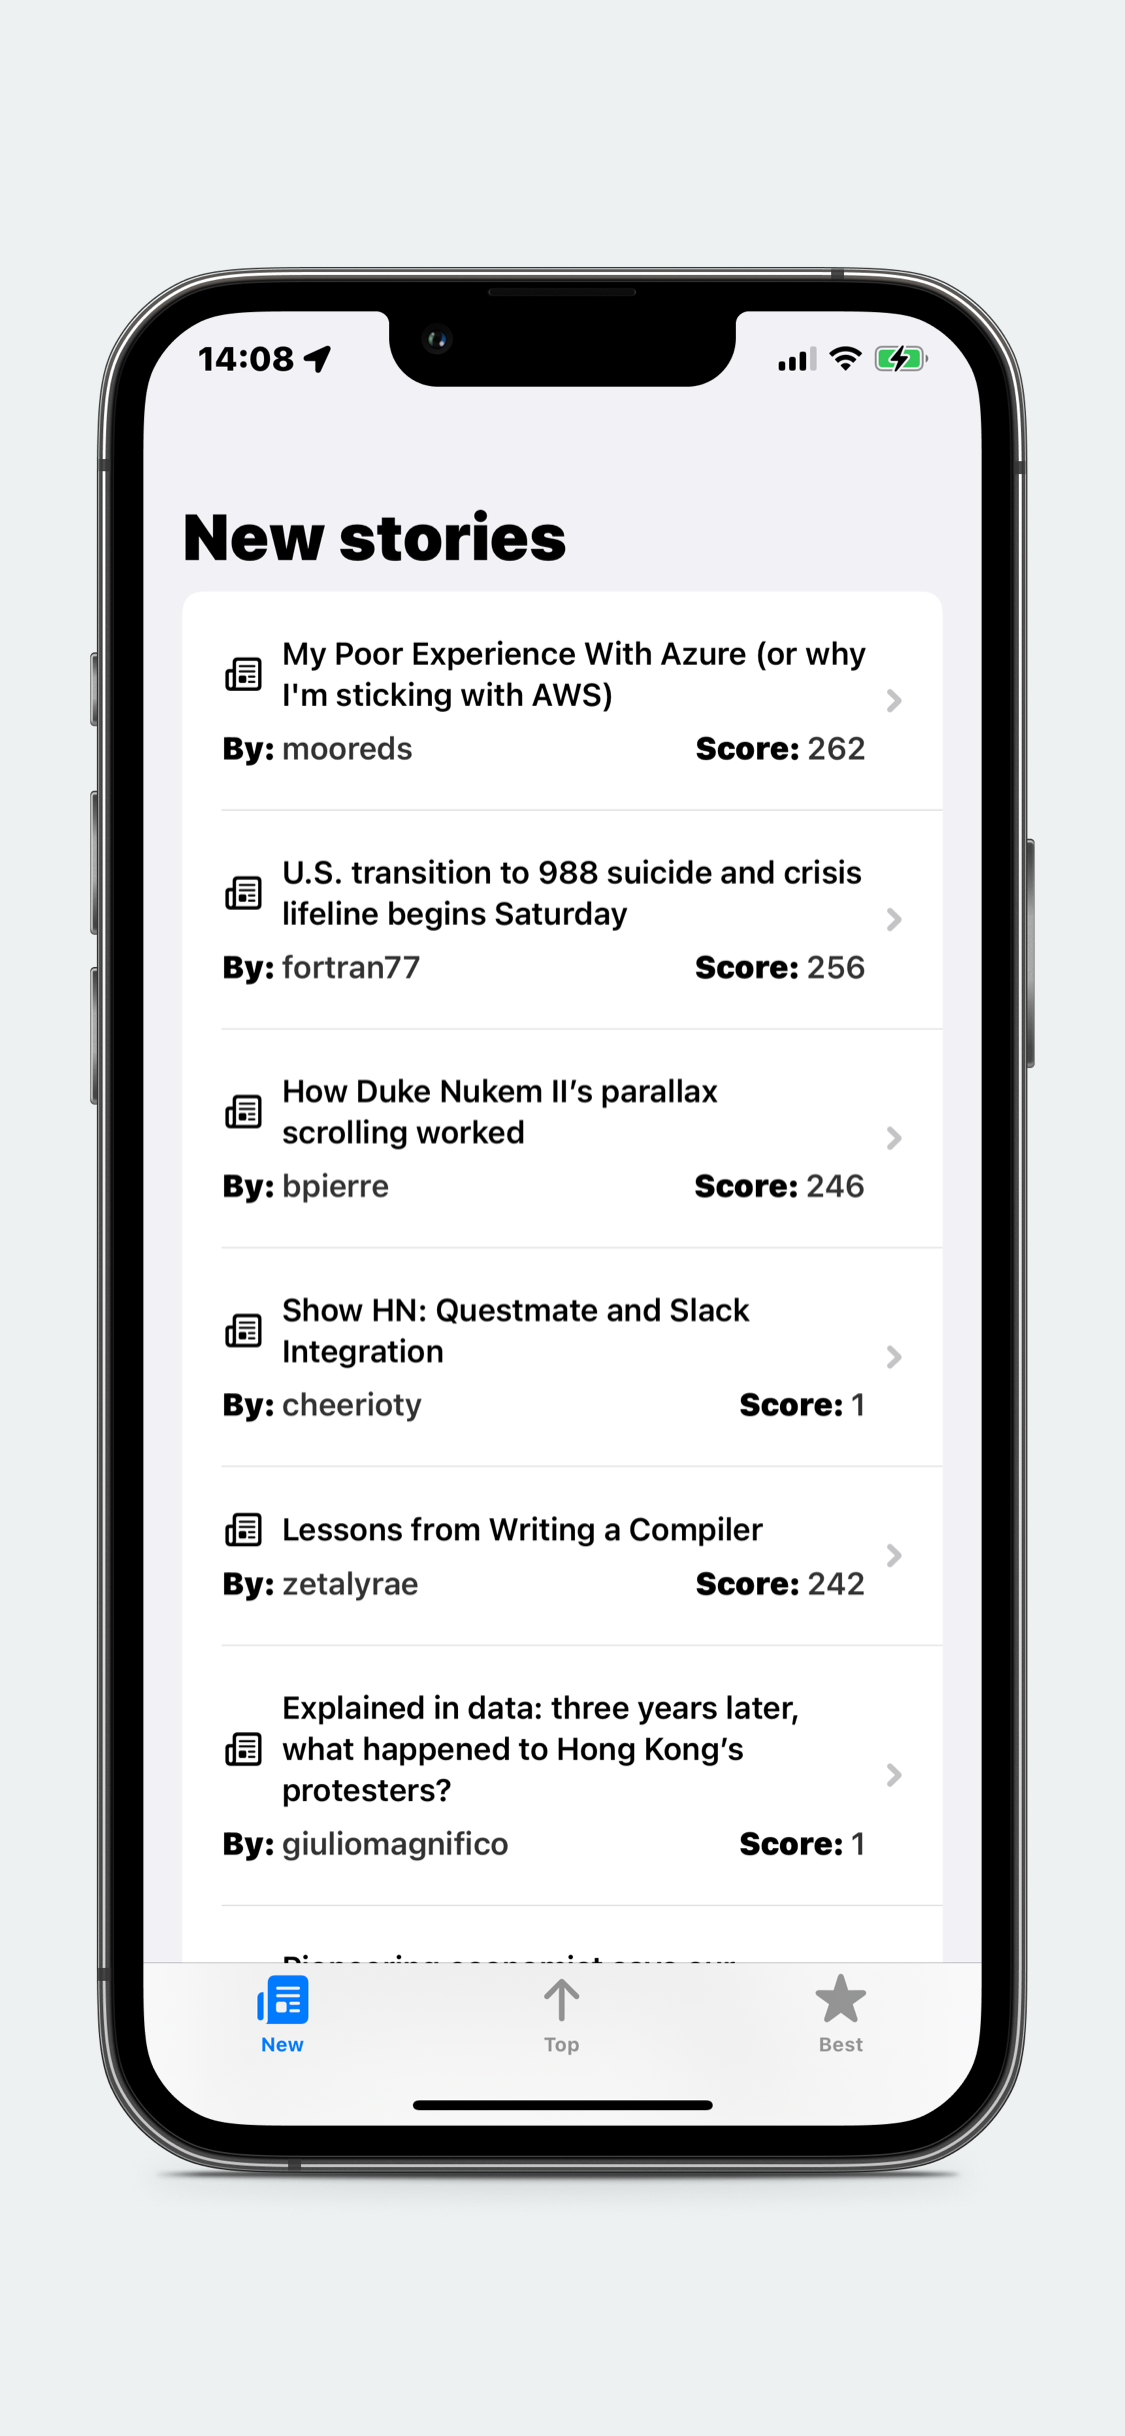 14:08
New stories
My Poor Experience With Azure (or why
I'm sticking with AWS)
By: mooreds Score: 262
U.S. transition to 988 suicide and crisis
lifeline begins Saturday
By: fortran77 Score: 256
How Duke Nukem II’s parallax
scrolling worked
By: bpierre Score: 246
Show HN: Questmate and Slack
Integration
By: cheerioty Score: 1
Lessons from Writing a Compiler
By: zetalyrae Score: 242
Explained in data: three years later,
what happened to Hong Kong’s
protesters?
By: giuliomagnifico Score: 1
Pioneering economist says our
New Top Best